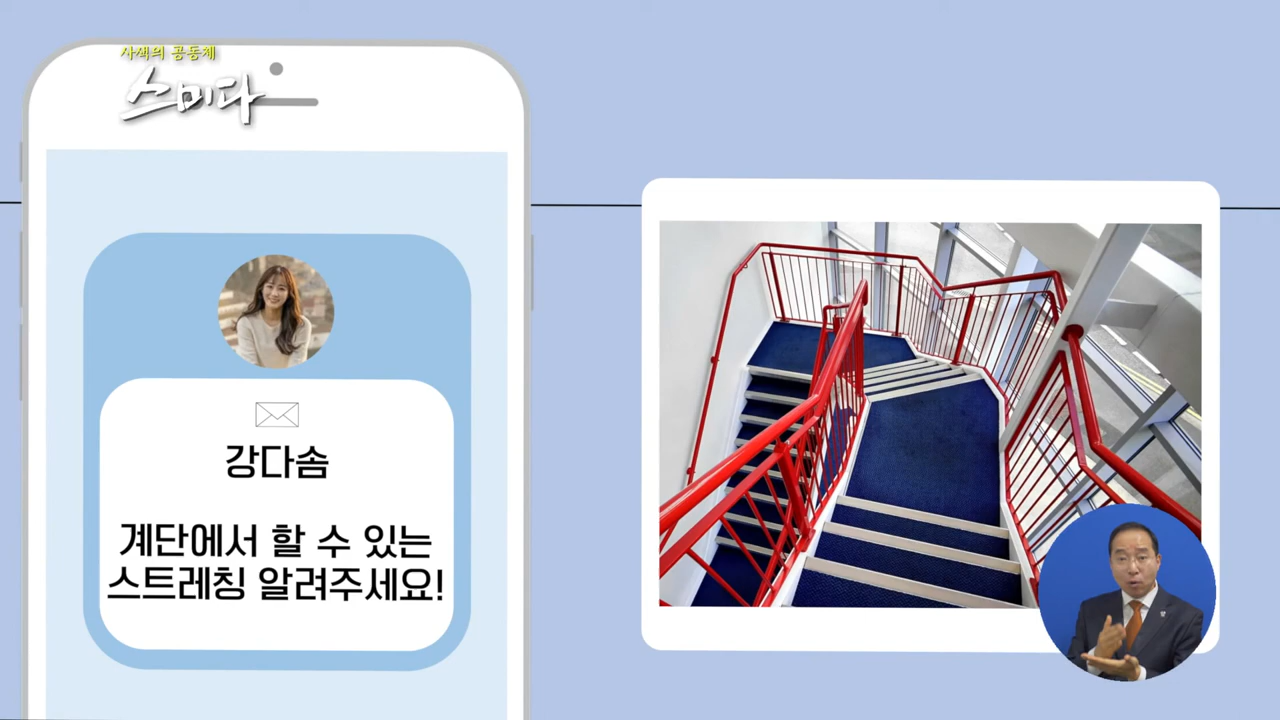 사색의 공동체
스미다
강다솜
계단에서 할 수 있는
스트레칭 알려주세요!